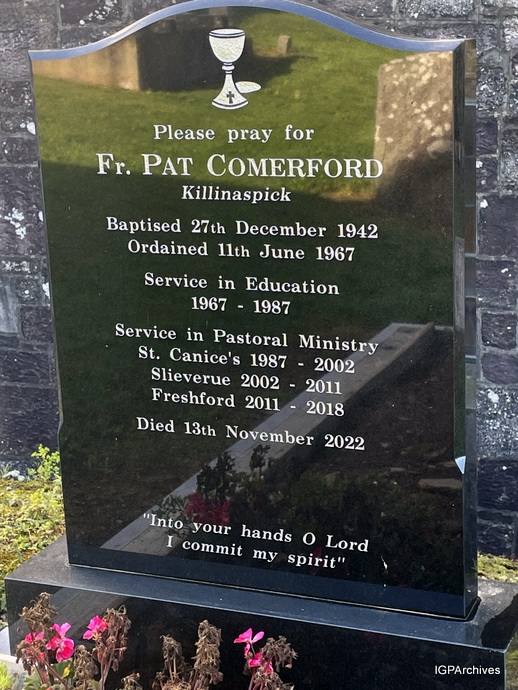 Please pray for
Fr. PAT COMERFORD
Killinaspick
Baptised 27th December 1942
Ordained 11th June 1967
Service in Education
1967 - 1987
Service in Pastoral Ministry
St. Canice's 1987 - 2002
Slieverue 2002 - 2011
Freshford 2011 - 2018
Died 13th November 2022
"Into your hands O Lord
I commit my spirit"
IGPArchives